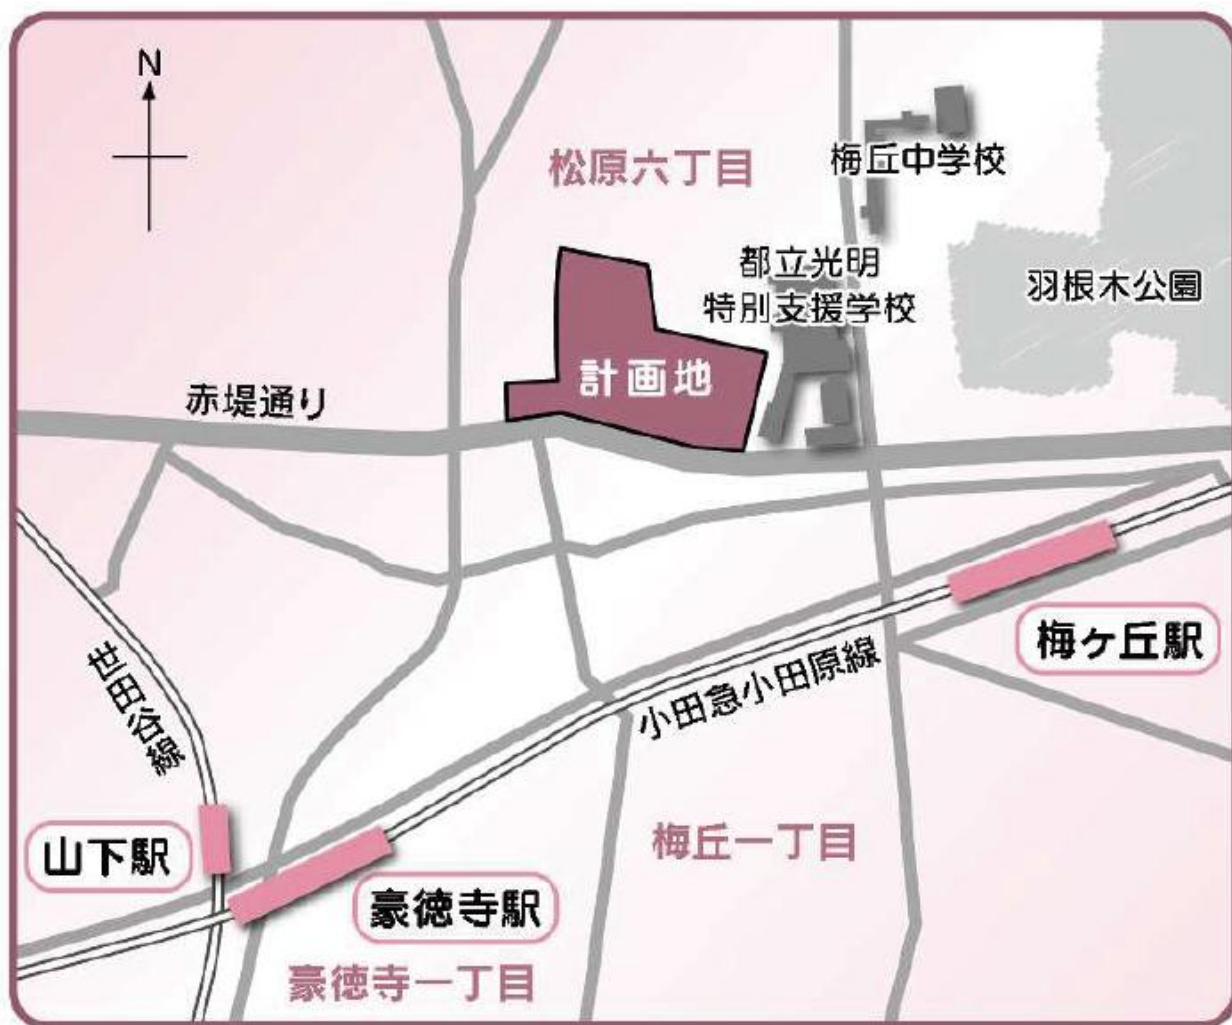 N
松原六丁目
梅丘中学校
都立光明
特別支援学校
羽根木公園
計画地
赤堤通り
梅ヶ丘駅
世田谷線
小田急小田原線
山下駅
梅丘一丁目
豪徳寺駅
豪徳寺一丁目